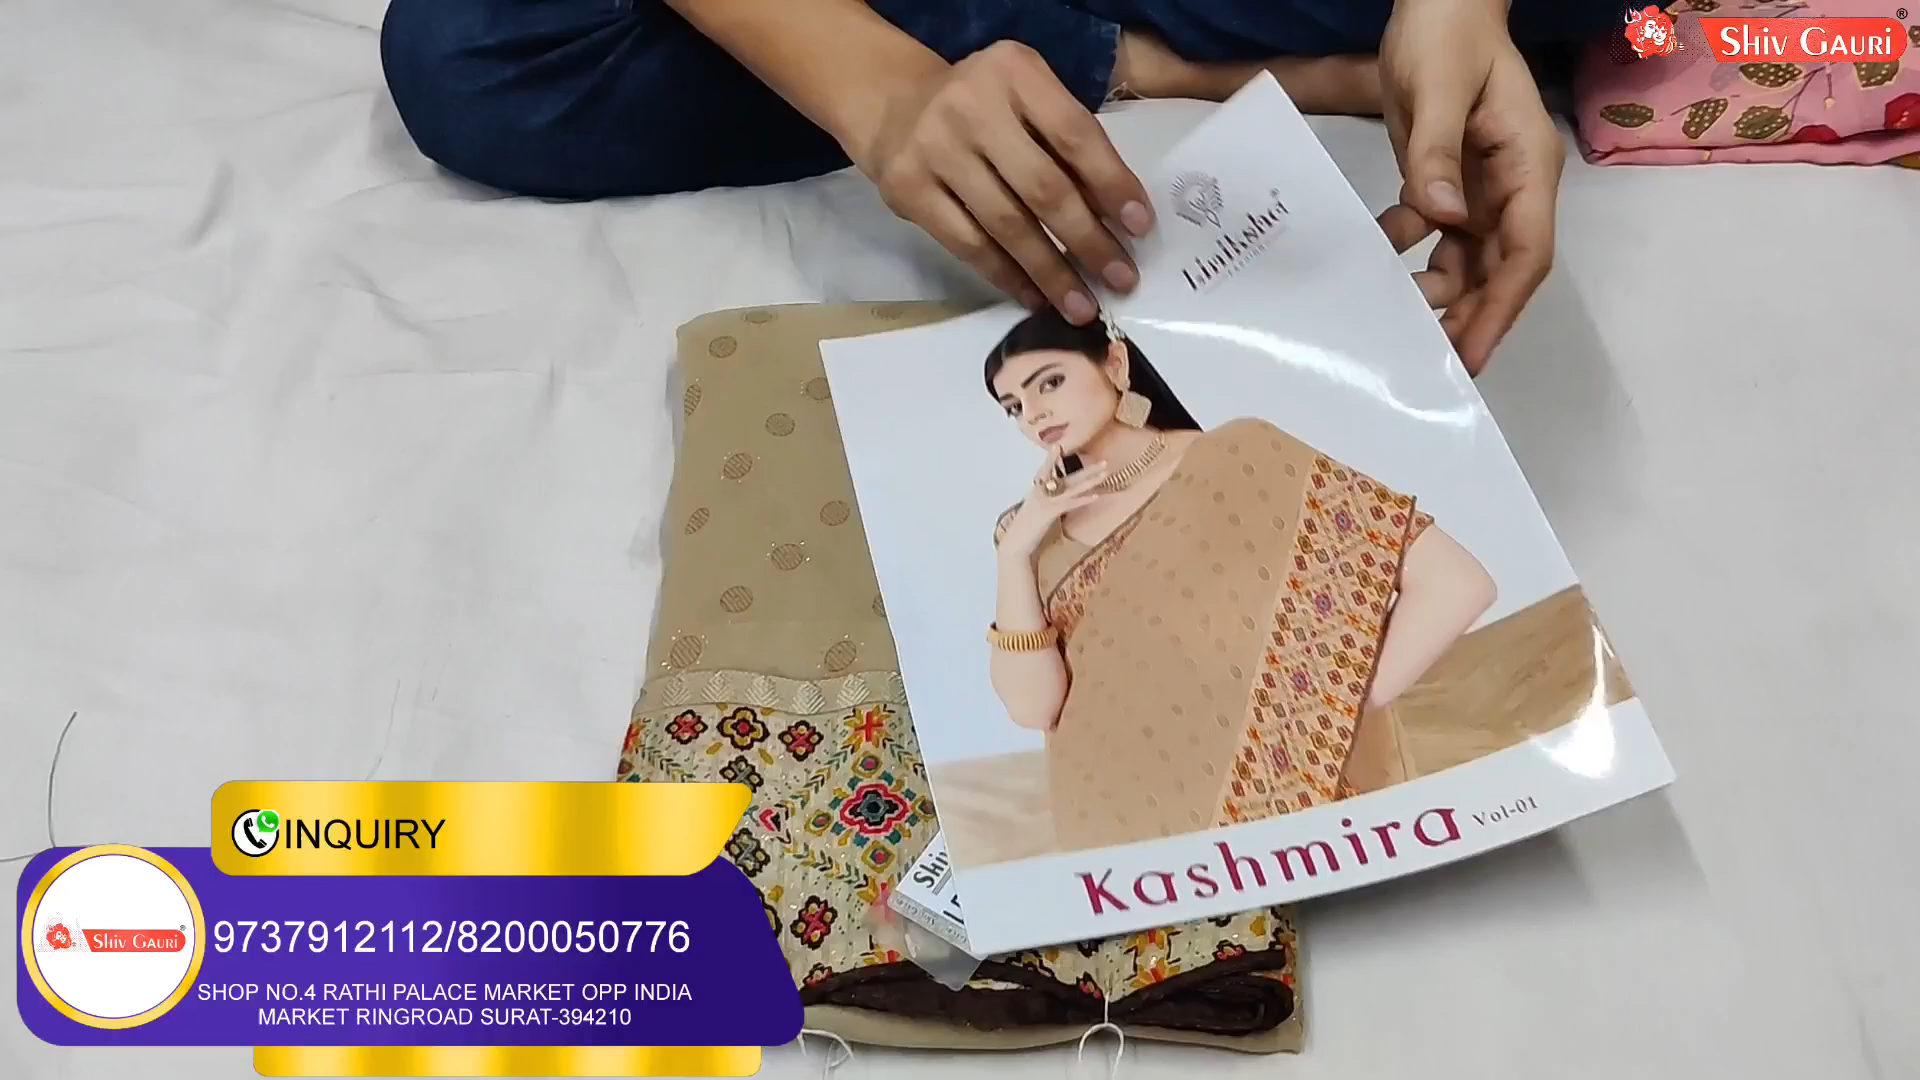 SHIV GAURI®
Kashmira Vol-01
INQUIRY
SHIV GAURI®
9737912112/8200050776
SHOP NO.4 RATHI PALACE MARKET OPP INDIA
MARKET RINGROAD SURAT-394210